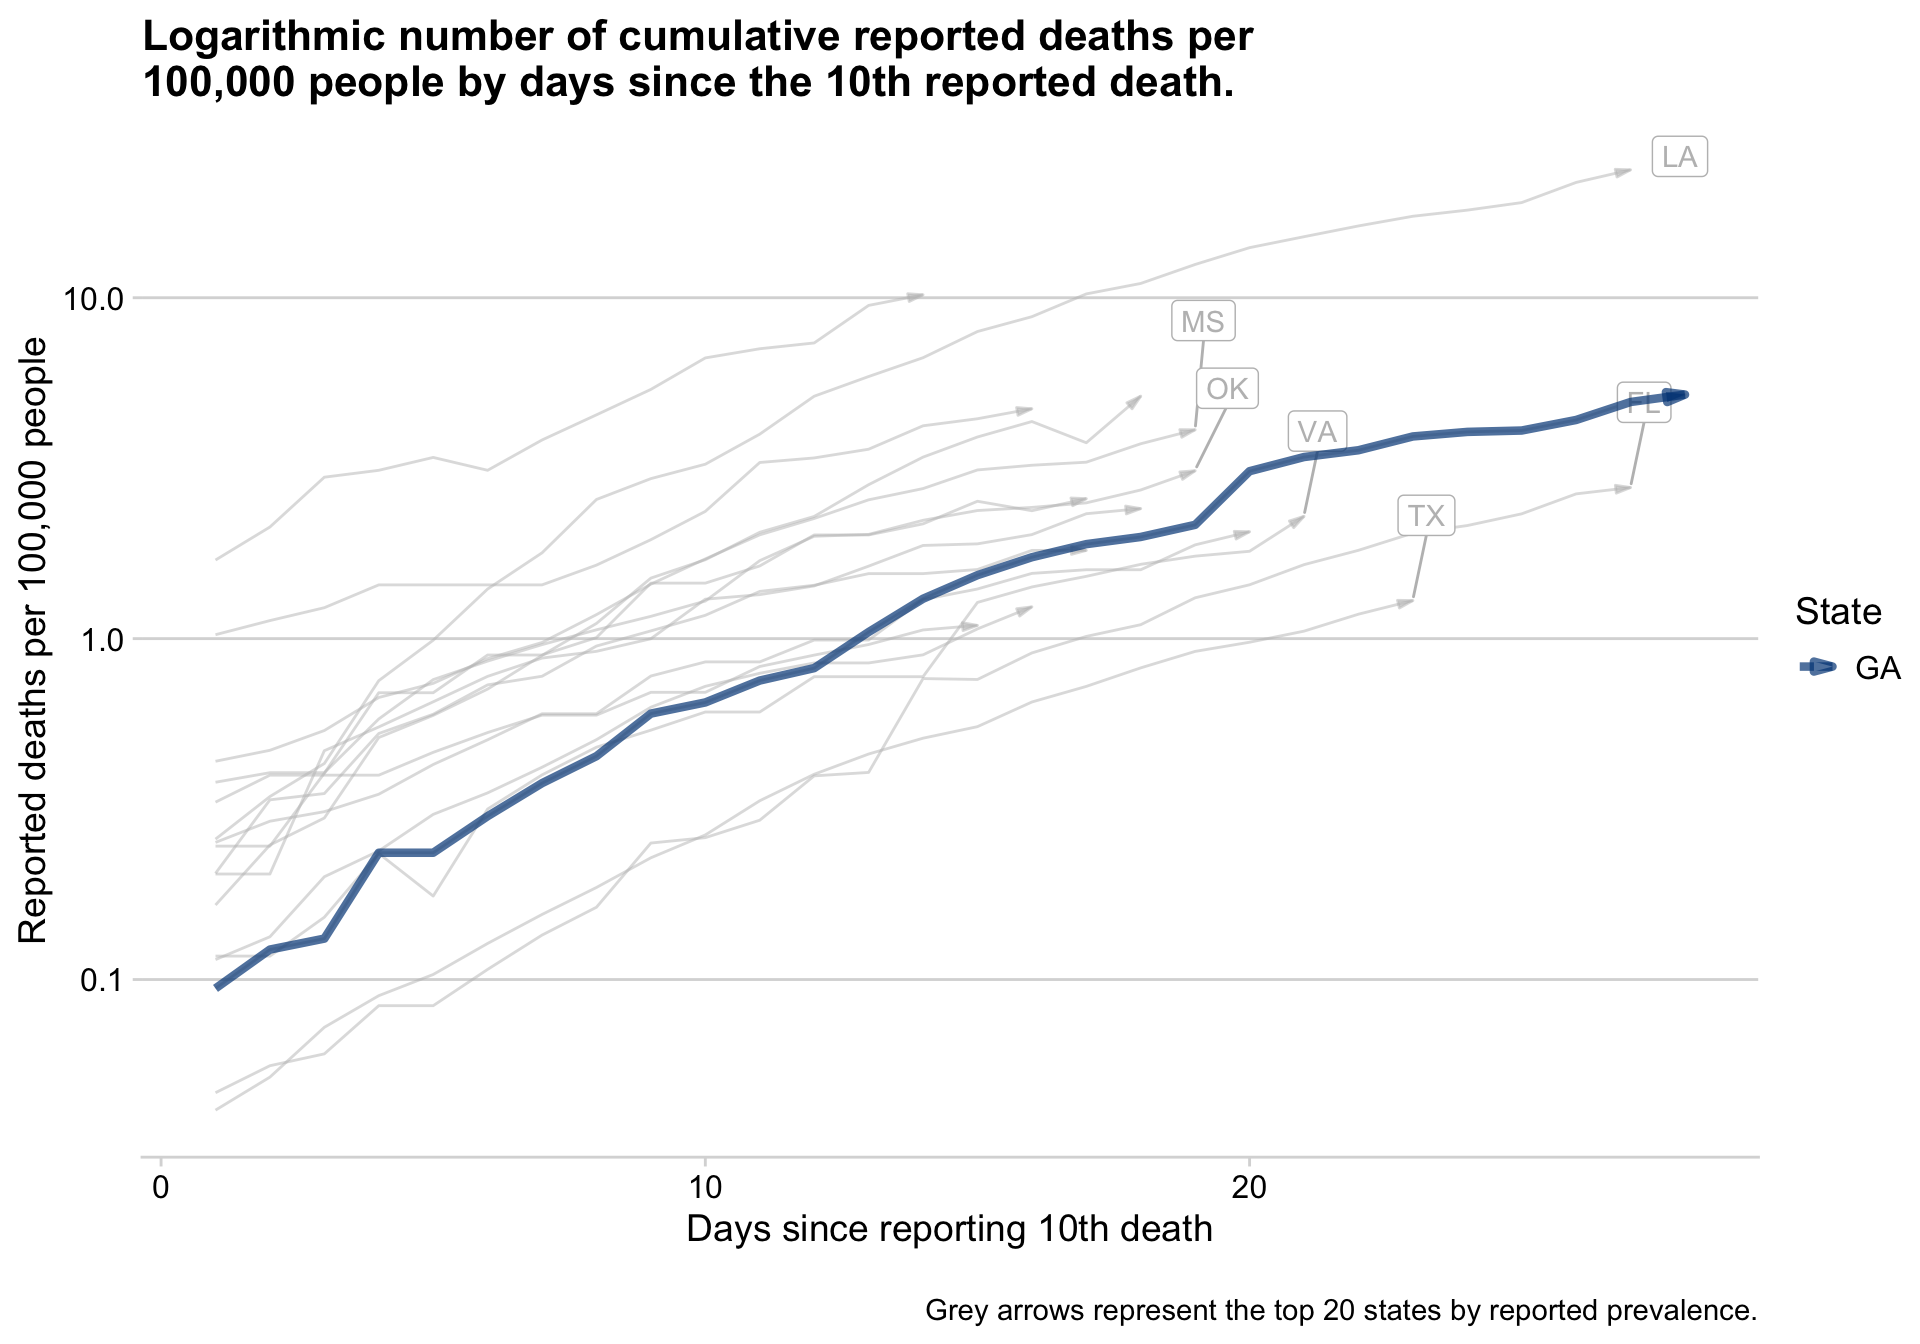 Logarithmic number of cumulative reported deaths per
100,000 people by days since the 10th reported death.
Reported deaths per 100,000 people
10.0
1.0
0.1
LA
MS
OK
VA
FL
TX
State
GA
0
10
20
Days since reporting 10th death
Grey arrows represent the top 20 states by reported prevalence.